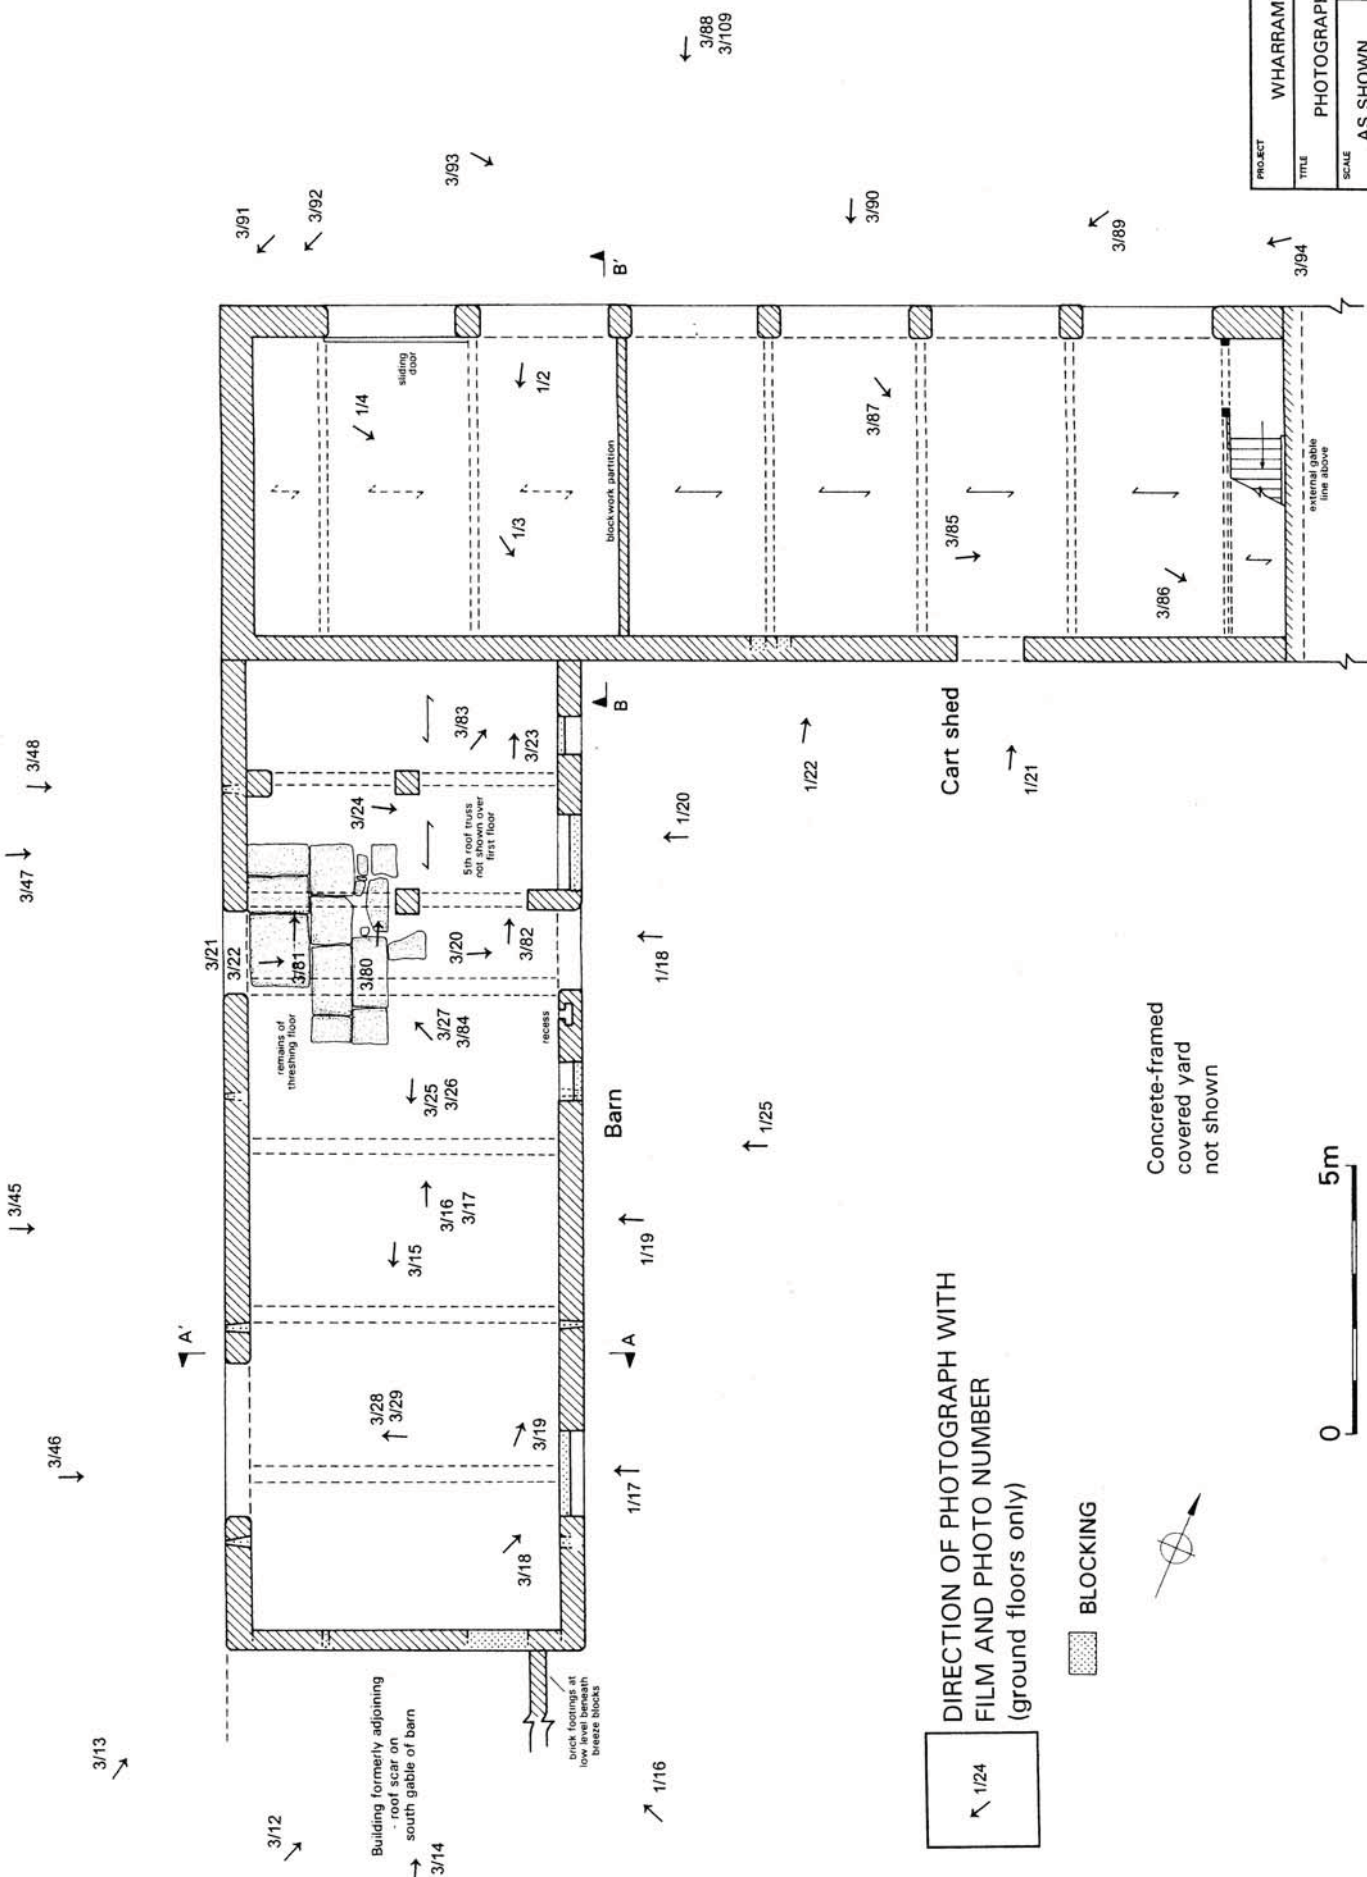 3/88
3/109
3/91
3/92
3/93
3/90
3/89
3/94
B'
sliding
door
1/4
1/2
1/3
blockwork partition
3/87
3/85
3/86
external gable
line above
PROJECT
WHARRAM
TITLE
PHOTOGRAPH
SCALE
AS SHOWN
3/48
3/47
3/45
3/46
3/13
3/12
3/14
1/16
3/21
3/22
3/81
3/80
3/20
3/82
3/24
3/83
3/23
5th roof truss
not shown over
first floor
B
1/20
1/22
Cart shed
1/21
1/18
remains of
threshing floor
3/27
3/84
recess
3/25
3/26
Barn
1/25
3/16
3/17
3/15
1/19
A'
A
3/28
3/29
3/19
1/17
3/18
Building formerly adjoining
- roof scar on
south gable of barn
brick footings at
low level beneath
breeze blocks
Concrete-framed
covered yard
not shown
1/24
DIRECTION OF PHOTOGRAPH WITH
FILM AND PHOTO NUMBER
(ground floors only)
BLOCKING
0
5m